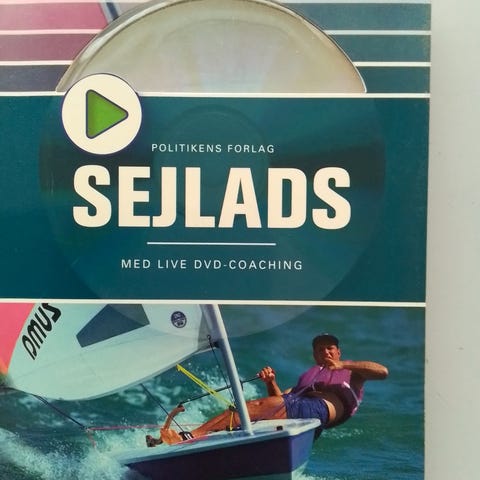 POLITIKENS FORLAG
SEJLADS
MED LIVE DVD-COACHING